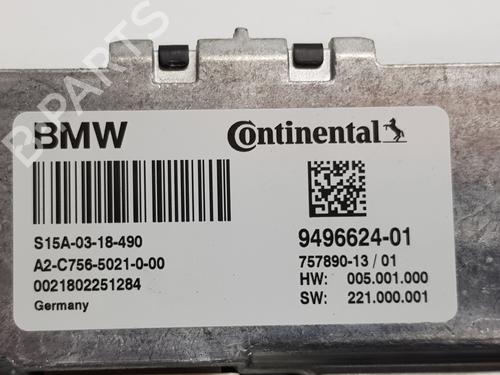 B-PARTS
BMW
Continental
S15A-03-18-490
A2-C756-5021-0-00
0021802251284
Germany
9496624-01
757890-13 / 01
HW: 005.001.000
SW: 221.000.001